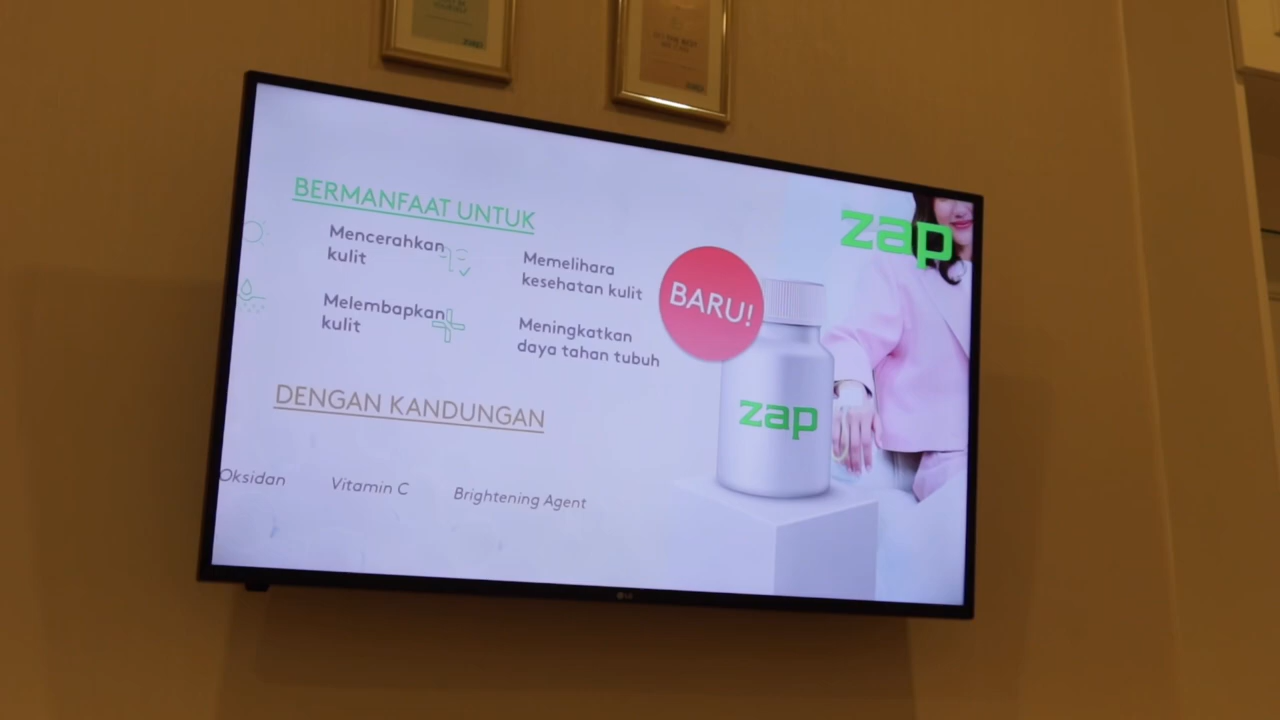 BERMANFAAT UNTUK
Mencerahkan
kulit
Memelihara
kesehatan kulit
Melembapkan
kulit
Meningkatkan
daya tahan tubuh
DENGAN KANDUNGAN
Oksidan
Vitamin C
Brightening Agent
BARU!
zap
zap
LG